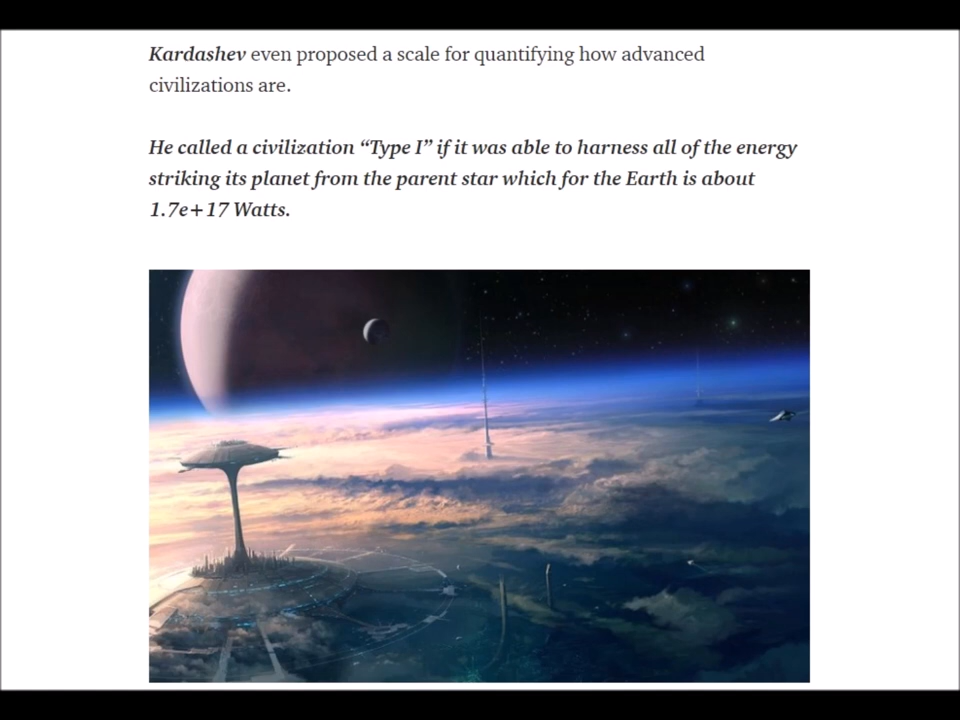 Kardashev even proposed a scale for quantifying how advanced
civilizations are.
He called a civilization “Type I” if it was able to harness all of the energy
striking its planet from the parent star which for the Earth is about
1.7e+17 Watts.